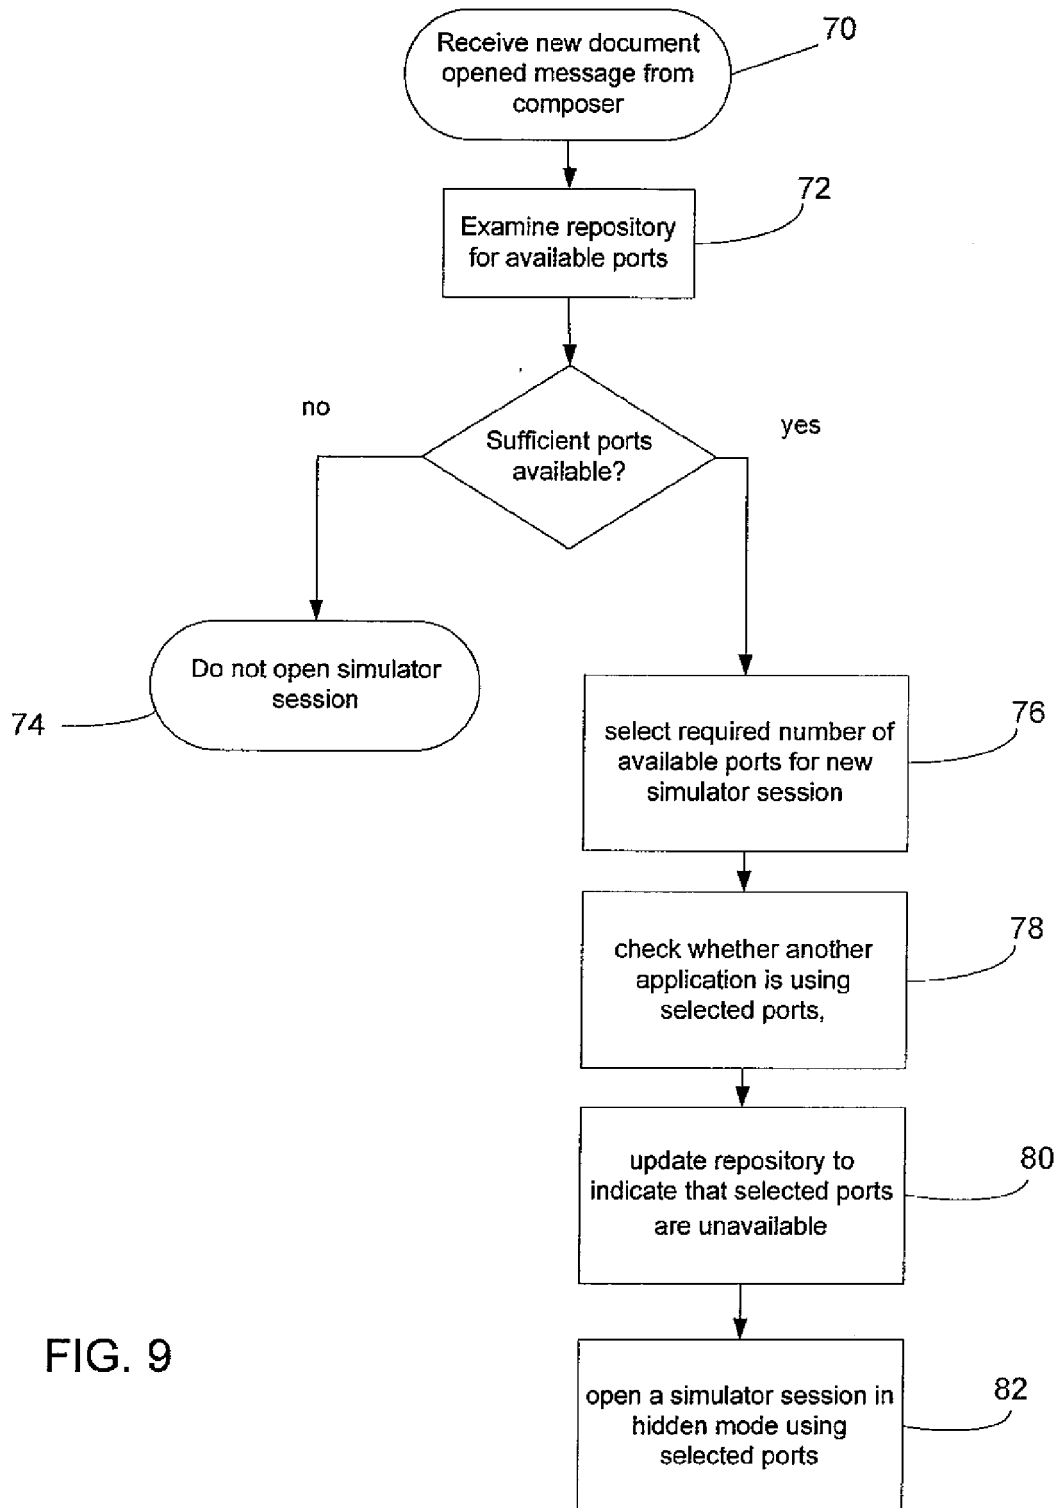 Receive new document
opened message from
composer
70
Examine repository
for available ports
72
Sufficient ports
available?
no
yes
Do not open simulator
session
74
select required number of
available ports for new
simulator session
76
check whether another
application is using
selected ports,
78
update repository to
indicate that selected ports
are unavailable
80
open a simulator session in
hidden mode using
selected ports
82
FIG. 9